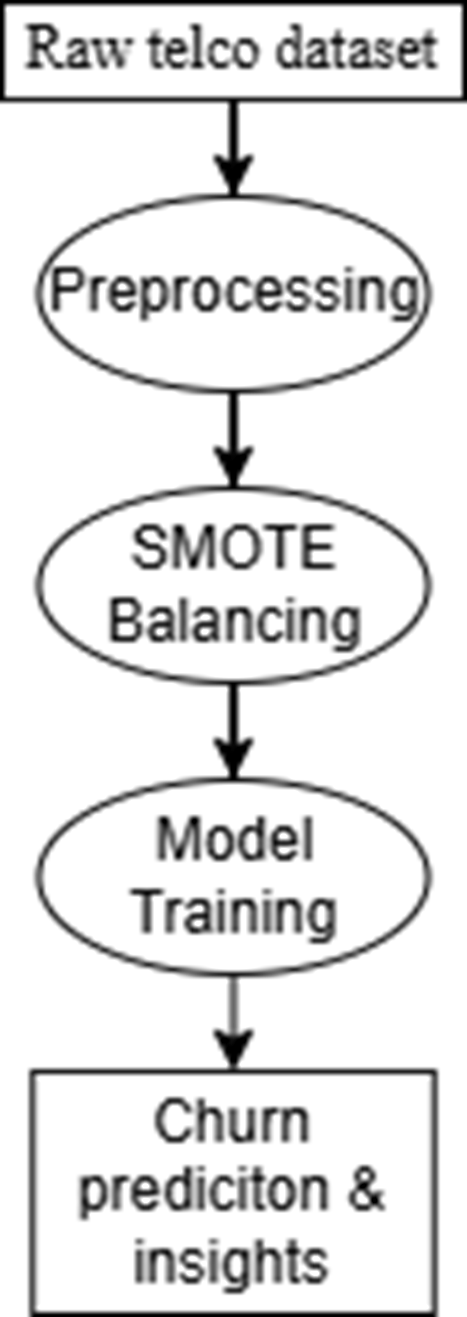 Raw telco dataset
Preprocessing
SMOTE
Balancing
Model
Training
Churn
prediciton &
insights